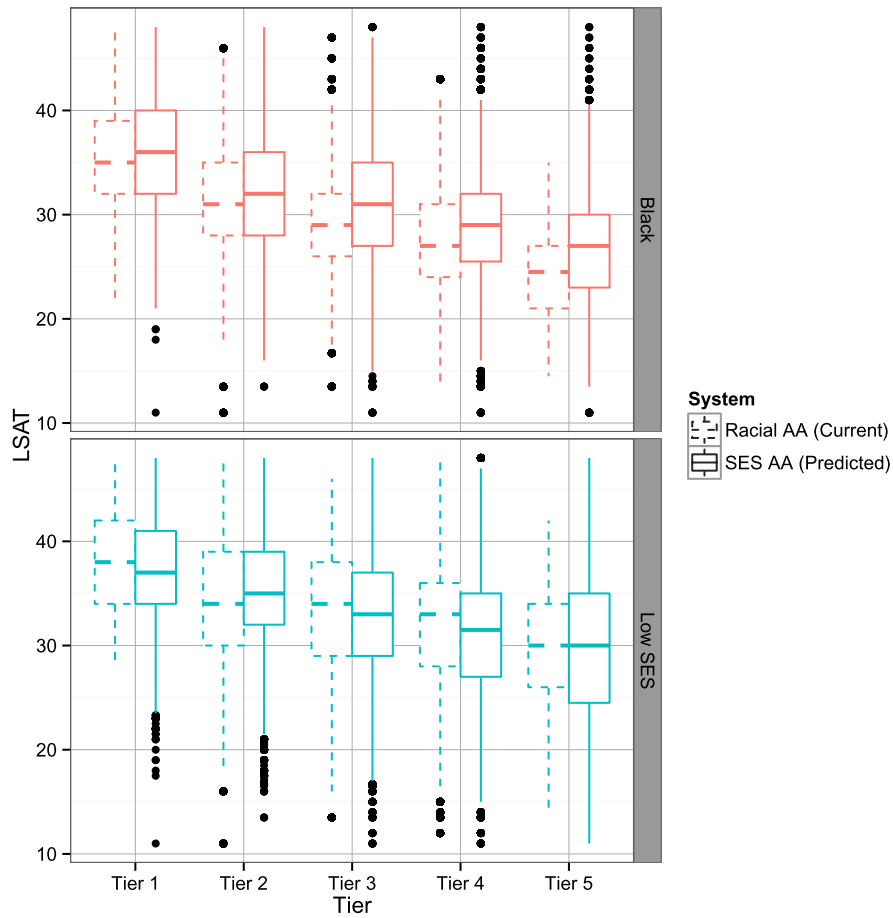 40
30
20
10
Black
LSAT
40
30
20
10
Low SES
Tier 1 Tier 2 Tier 3 Tier 4 Tier 5
Tier
System
Racial AA (Current)
SES AA (Predicted)